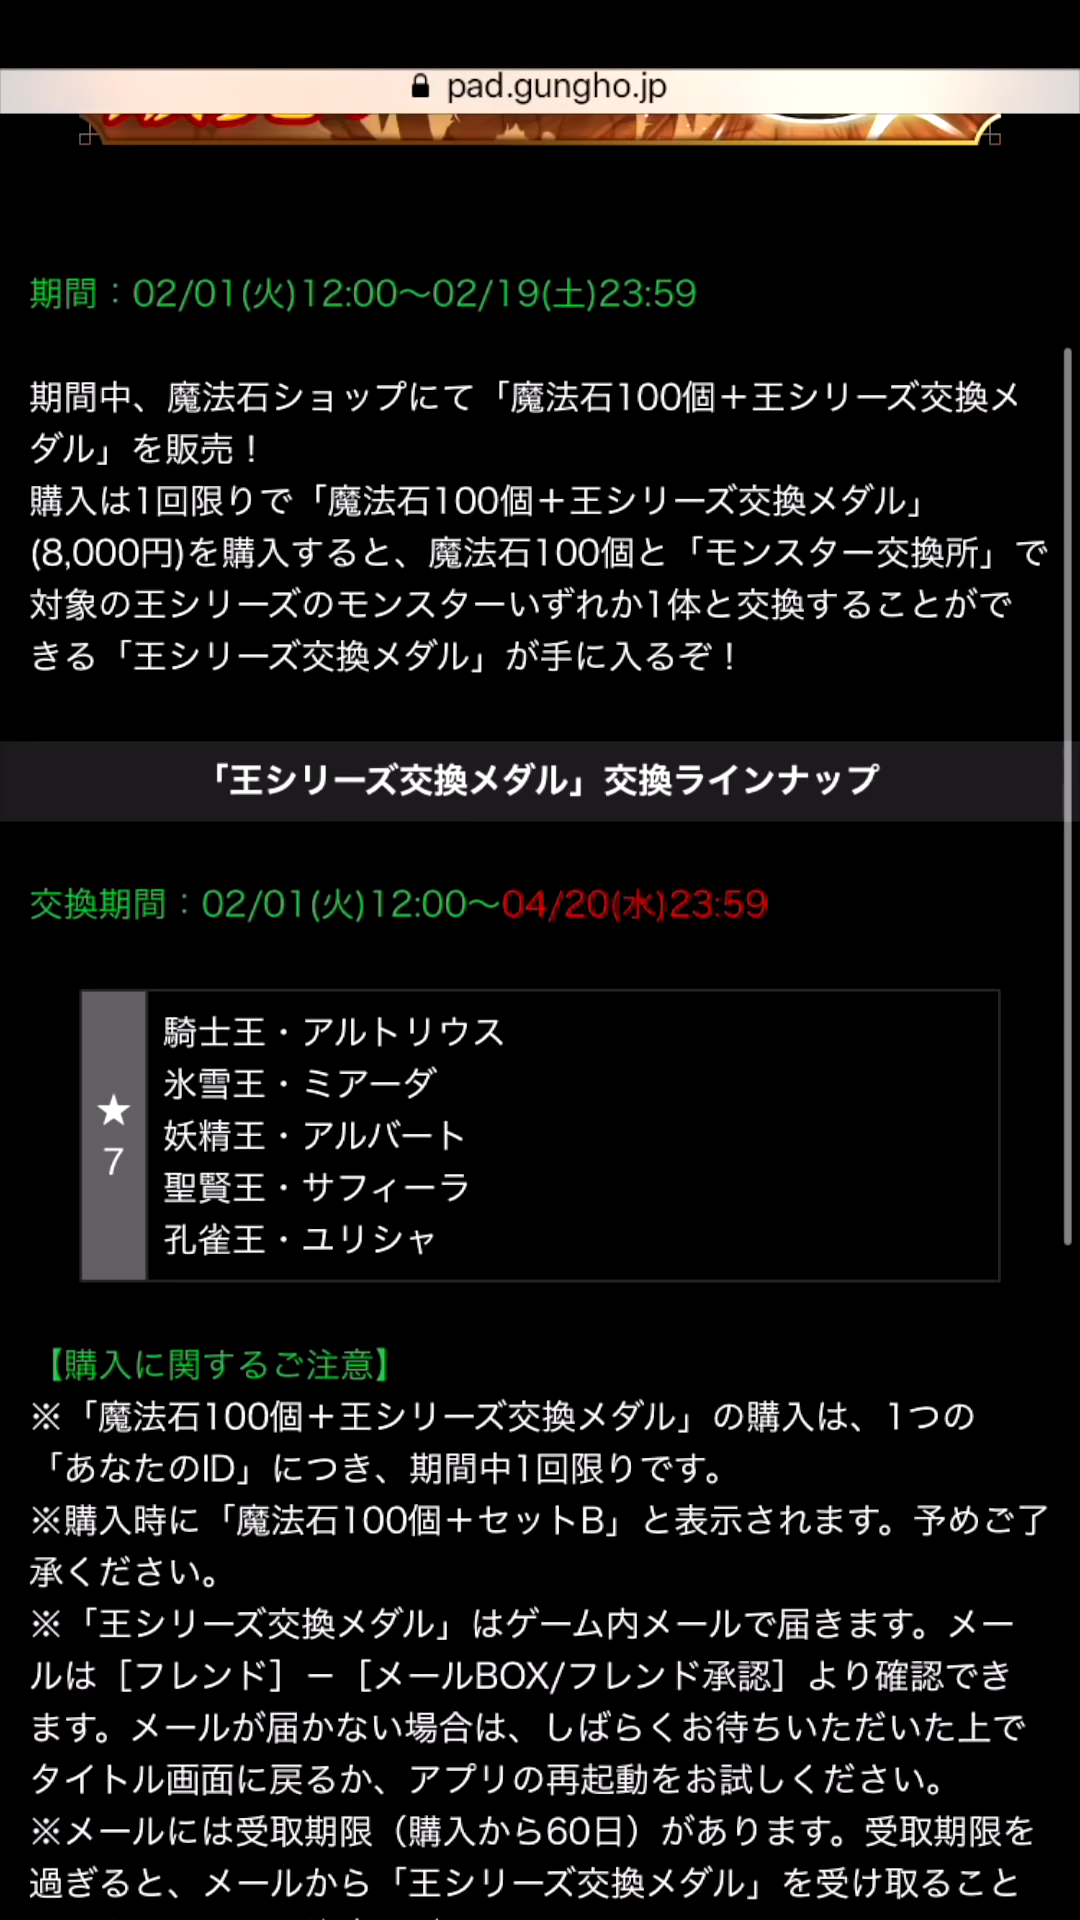 pad.gungho.jp
期間：02/01(火)12:00～02/19(土)23:59
期間中、魔法石ショップにて「魔法石100個＋王シリーズ交換メ
ダル」を販売！
購入は1回限りで「魔法石100個＋王シリーズ交換メダル」
(8,000円)を購入すると、魔法石100個と「モンスター交換所」で
対象の王シリーズのモンスターいずれか1体と交換することがで
きる「王シリーズ交換メダル」が手に入るぞ！
「王シリーズ交換メダル」交換ラインナップ
交換期間：02/01(火)12:00～04/20(水)23:59
★
7
騎士王・アルトリウス
氷雪王・ミアーダ
妖精王・アルバート
聖賢王・サフィーラ
孔雀王・ユリシャ
【購入に関するご注意】
※「魔法石100個＋王シリーズ交換メダル」の購入は、1つの
「あなたのID」につき、期間中1回限りです。
※購入時に「魔法石100個＋セットB」と表示されます。予めご了
承ください。
※「王シリーズ交換メダル」はゲーム内メールで届きます。メー
ルは［フレンド］－［メールBOX/フレンド承認］より確認でき
ます。メールが届かない場合は、しばらくお待ちいただいた上で
タイトル画面に戻るか、アプリの再起動をお試しください。
※メールには受取期限（購入から60日）があります。受取期限を
過ぎると、メールから「王シリーズ交換メダル」を受け取ること